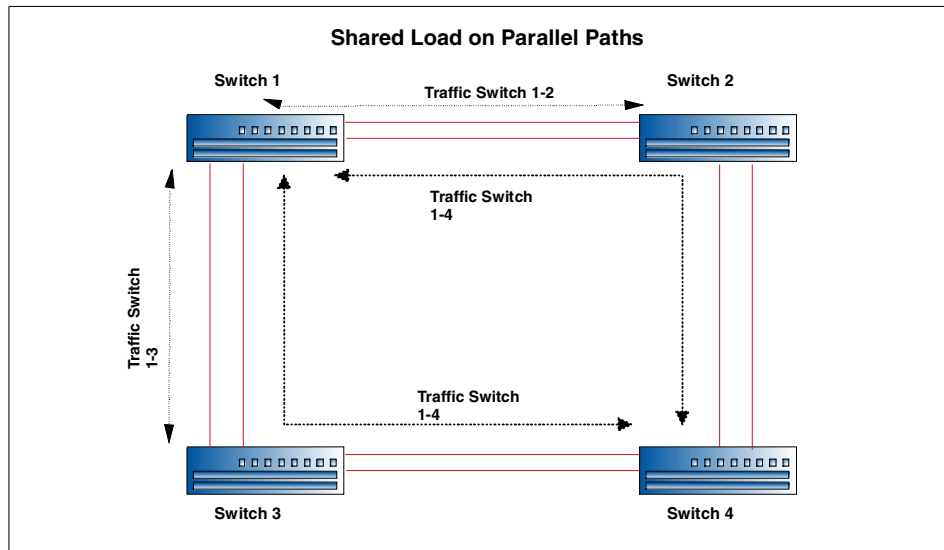 Shared Load on Parallel Paths
Switch 1
Switch 2
Traffic Switch 1-2
Traffic Switch
1-4
Traffic Switch
1-3
Traffic Switch
1-4
Switch 3
Switch 4